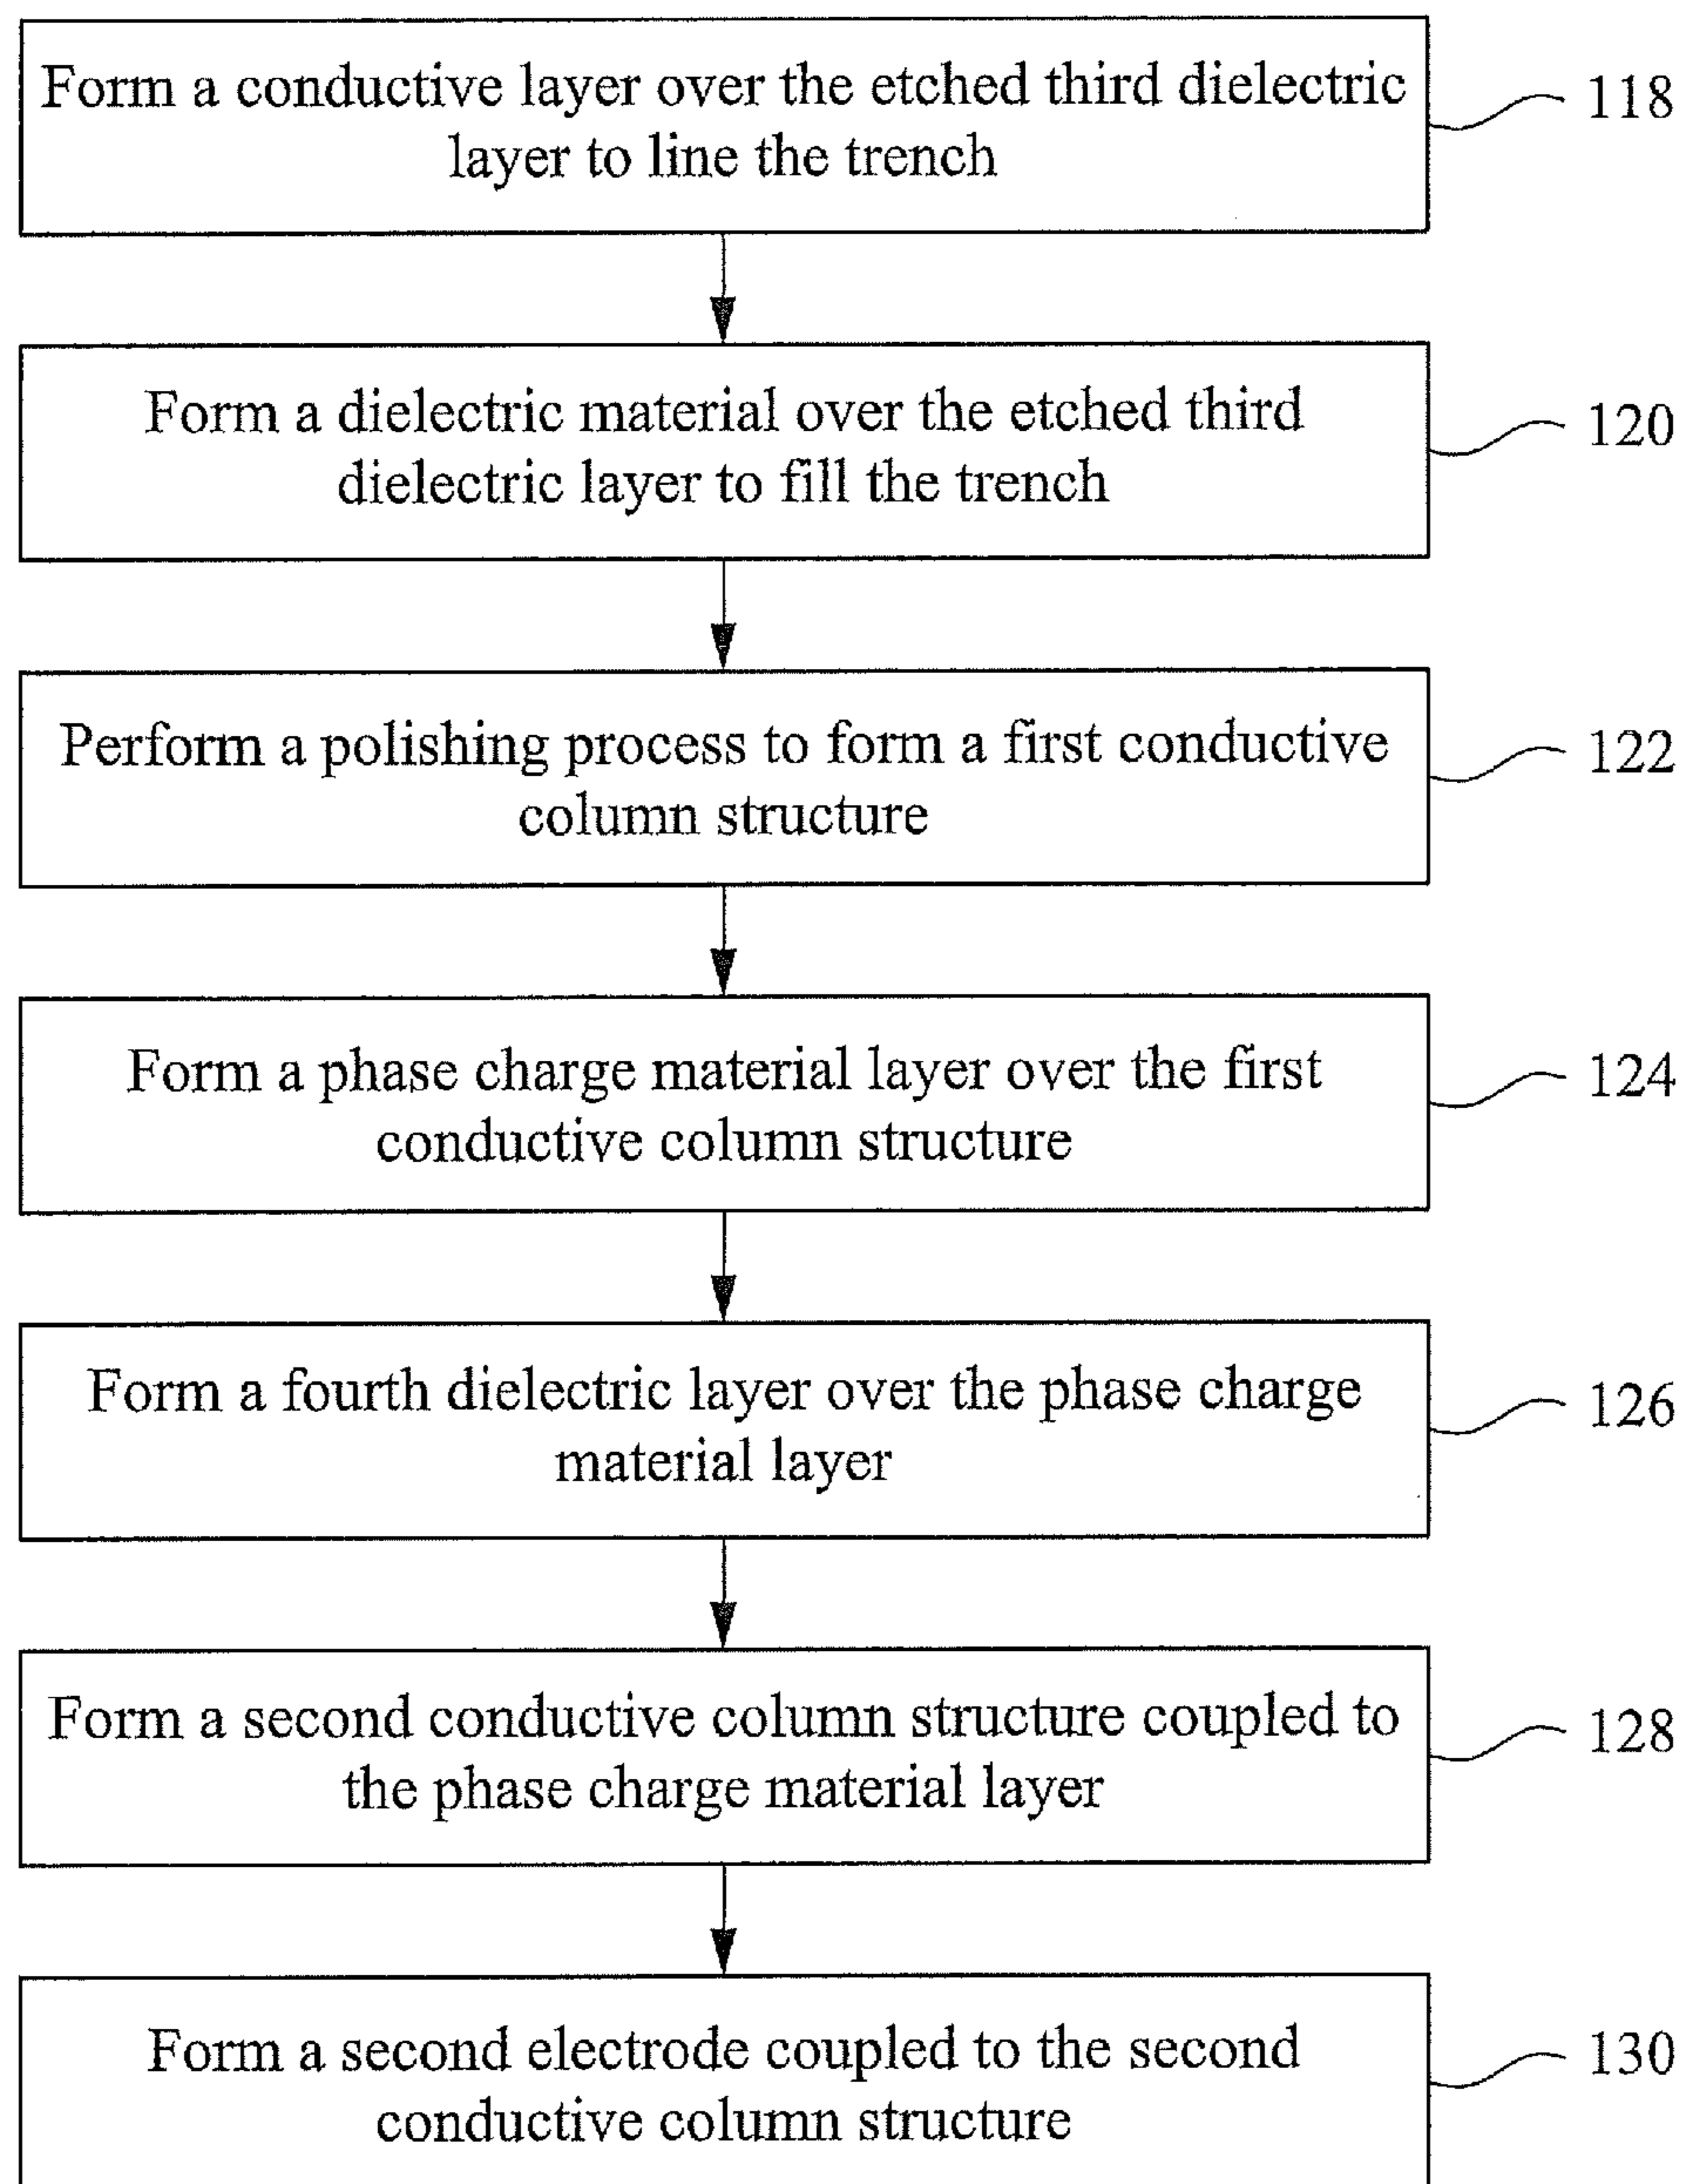 Form a conductive layer over the etched third dielectric
layer to line the trench
118
Form a dielectric material over the etched third
dielectric layer to fill the trench
120
Perform a polishing process to form a first conductive
column structure
122
Form a phase charge material layer over the first
conductive column structure
124
Form a fourth dielectric layer over the phase charge
material layer
126
Form a second conductive column structure coupled to
the phase charge material layer
128
Form a second electrode coupled to the second
conductive column structure
130